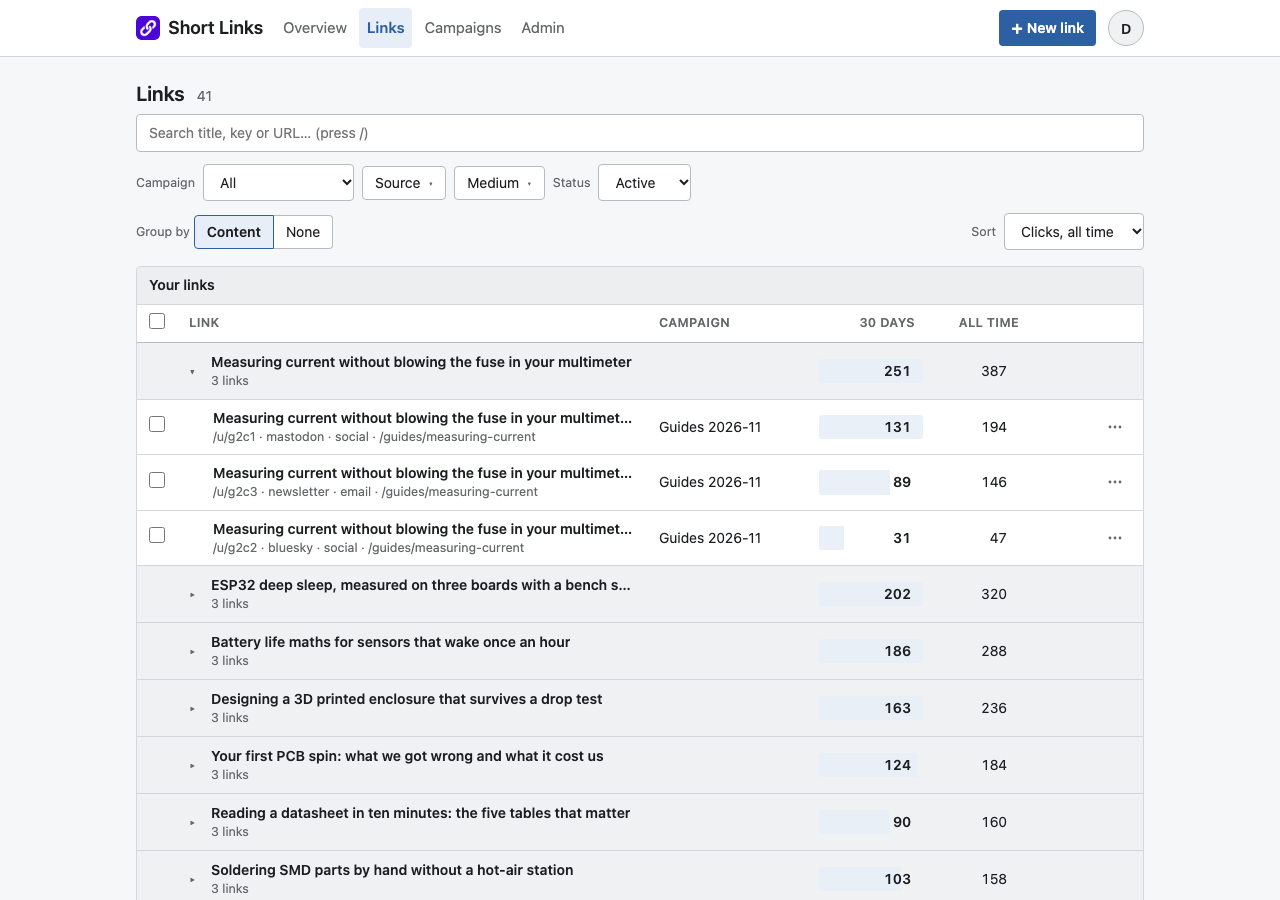 Short Links Overview Links Campaigns Admin + New link D
Links 41
Search title, key or URL... (press /)
Campaign All Source Medium Status Active
Group by Content None Sort Clicks, all time
Your links
LINK CAMPAIGN 30 DAYS ALL TIME
Measuring current without blowing the fuse in your multimeter 251 387
3 links
Measuring current without blowing the fuse in your multimet... Guides 2026-11 131 194 ···
/u/g2c1 · mastodon · social · /guides/measuring-current
Measuring current without blowing the fuse in your multimet... Guides 2026-11 89 146 ···
/u/g2c3 · newsletter · email · /guides/measuring-current
Measuring current without blowing the fuse in your multimet... Guides 2026-11 31 47 ···
/u/g2c2 · bluesky · social · /guides/measuring-current
ESP32 deep sleep, measured on three boards with a bench s... 202 320
3 links
Battery life maths for sensors that wake once an hour 186 288
3 links
Designing a 3D printed enclosure that survives a drop test 163 236
3 links
Your first PCB spin: what we got wrong and what it cost us 124 184
3 links
Reading a datasheet in ten minutes: the five tables that matter 90 160
3 links
Soldering SMD parts by hand without a hot-air station 103 158
3 links